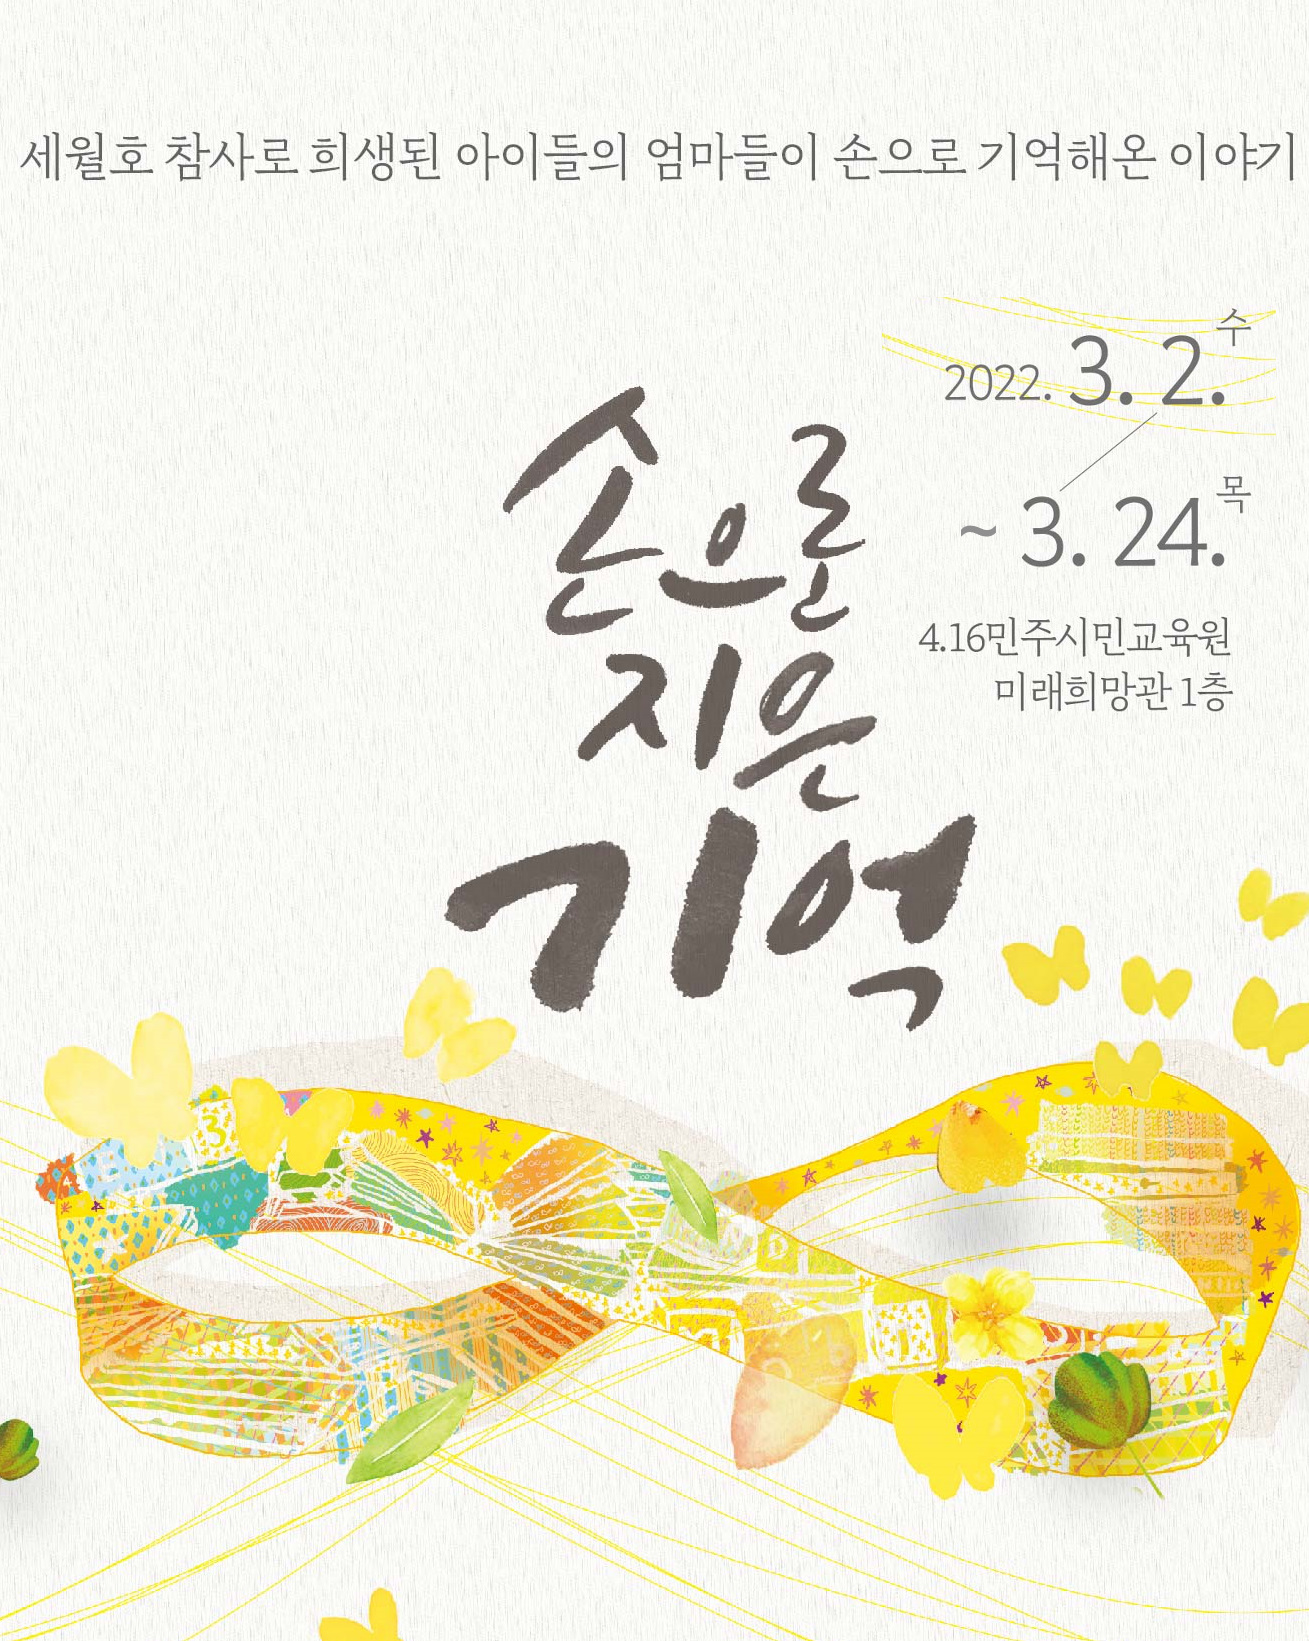 세월호 참사로 희생된 아이들의 엄마들이 손으로 기억해온 이야기
2022. 3. 2. 수
~ 3. 24. 목
4.16민주시민교육원
미래희망관 1층
손으로
지은
기억